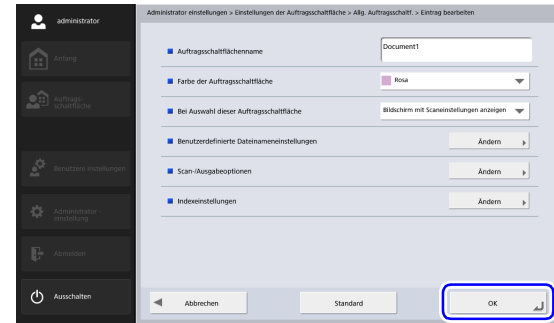 administrator
Anfang
Auftrags-
schaltfläche
Benutzere instellungen
Administrator-
einstellung
Abmelden
Ausschalten
Administrator einstellungen > Einstellungen der Auftragsschaltfläche > Allg. Auftragsschaltf. > Eintrag bearbeiten
Auftragsschaltflächenname
Document1
Farbe der Auftragsschaltfläche
Rosa
Bei Auswahl dieser Auftragsschaltfläche
Bildschirm mit Scaneinstellungen anzeigen
Benutzerdefinierte Dateinameneinstellungen
Ändern
Scan-/Ausgabeoptionen
Ändern
Indexeinstellungen
Ändern
Abbrechen
Standard
OK